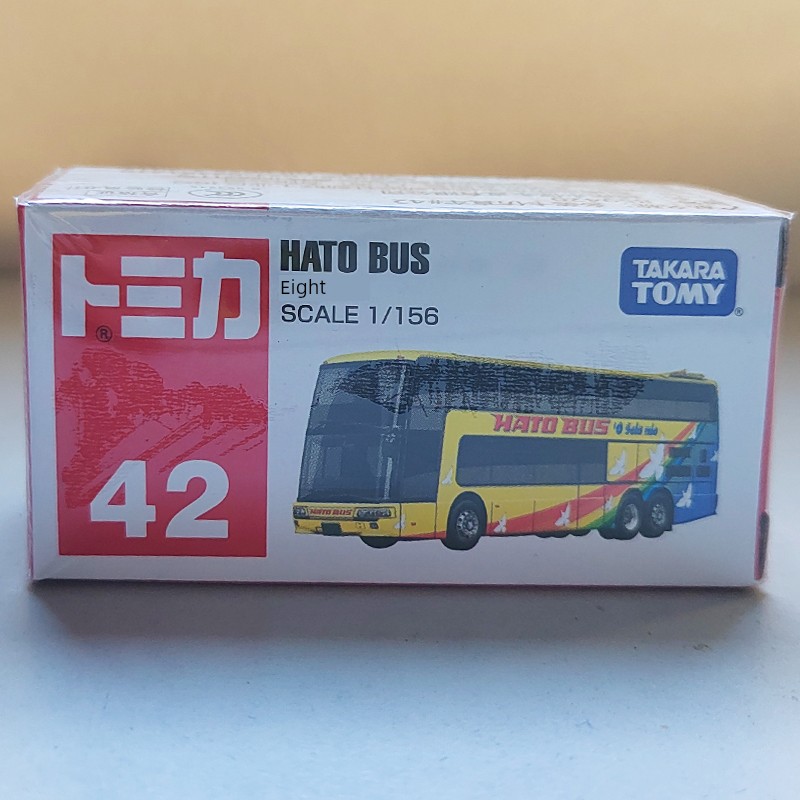 トミカ
®
42
HATO BUS
Eight
SCALE 1/156
TAKARA
TOMY®
HATO BUS
HATO BUS